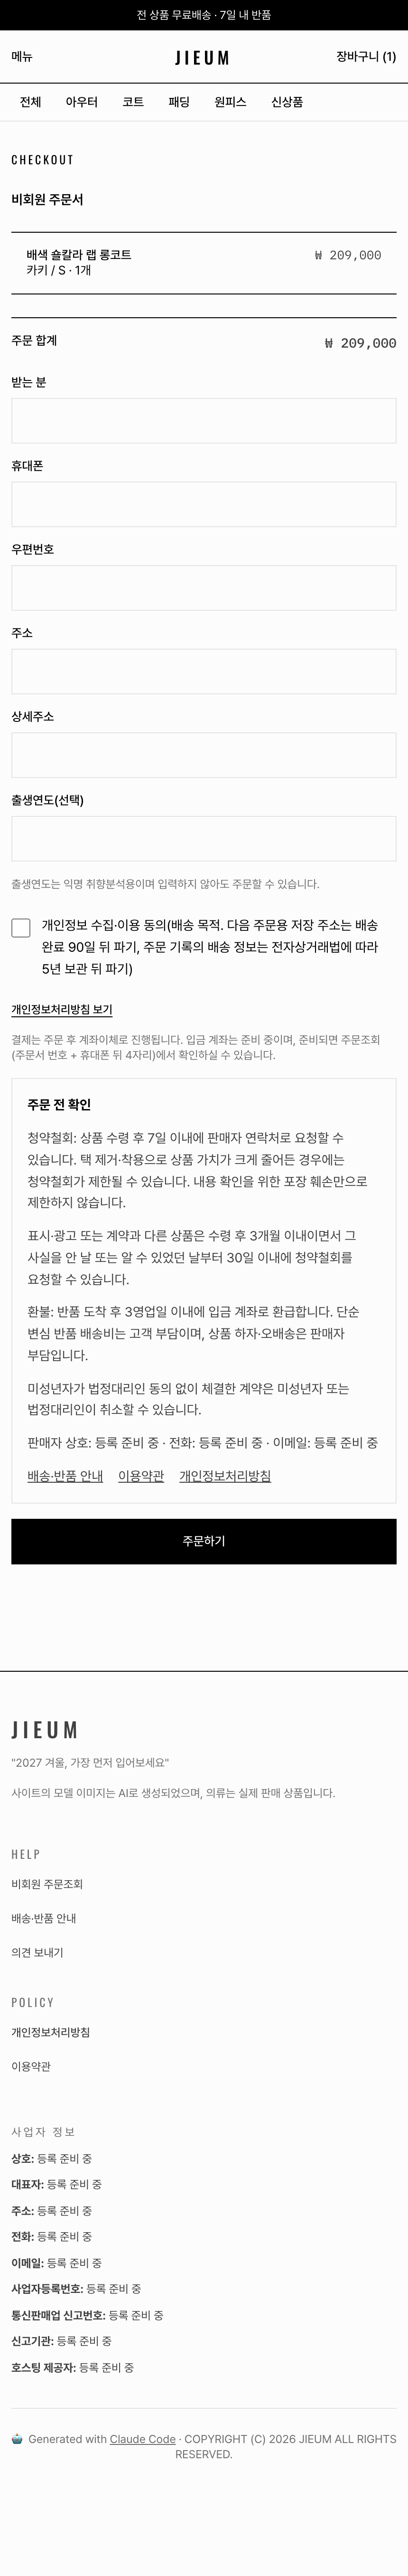 전 상품 무료배송 · 7일 내 반품
메뉴
JIEUM
장바구니 (1)
전체 아우터 코트 패딩 원피스 신상품
CHECKOUT
비회원 주문서
배색 숄칼라 랩 롱코트
₩ 209,000
카키 / S · 1개
주문 합계
₩ 209,000
받는 분
휴대폰
우편번호
주소
상세주소
출생연도(선택)
출생연도는 익명 취향분석용이며 입력하지 않아도 주문할 수 있습니다.
개인정보 수집·이용 동의(배송 목적. 다음 주문용 저장 주소는 배송
완료 90일 뒤 파기, 주문 기록의 배송 정보는 전자상거래법에 따라
5년 보관 뒤 파기)
개인정보처리방침 보기
결제는 주문 후 계좌이체로 진행됩니다. 입금 계좌는 준비 중이며, 준비되면 주문조회
(주문서 번호 + 휴대폰 뒤 4자리)에서 확인하실 수 있습니다.
주문 전 확인
청약철회: 상품 수령 후 7일 이내에 판매자 연락처로 요청할 수
있습니다. 택 제거·착용으로 상품 가치가 크게 줄어든 경우에는
청약철회가 제한될 수 있습니다. 내용 확인을 위한 포장 훼손만으로
제한하지 않습니다.
표시·광고 또는 계약과 다른 상품은 수령 후 3개월 이내이면서 그
사실을 안 날 또는 알 수 있었던 날부터 30일 이내에 청약철회를
요청할 수 있습니다.
환불: 반품 도착 후 3영업일 이내에 입금 계좌로 환급합니다. 단순
변심 반품 배송비는 고객 부담이며, 상품 하자·오배송은 판매자
부담입니다.
미성년자가 법정대리인 동의 없이 체결한 계약은 미성년자 또는
법정대리인이 취소할 수 있습니다.
판매자 상호: 등록 준비 중 · 전화: 등록 준비 중 · 이메일: 등록 준비 중
배송·반품 안내 이용약관 개인정보처리방침
주문하기
JIEUM
"2027 겨울, 가장 먼저 입어보세요"
사이트의 모델 이미지는 AI로 생성되었으며, 의류는 실제 판매 상품입니다.
HELP
비회원 주문조회
배송·반품 안내
의견 보내기
POLICY
개인정보처리방침
이용약관
사업자 정보
상호: 등록 준비 중
대표자: 등록 준비 중
주소: 등록 준비 중
전화: 등록 준비 중
이메일: 등록 준비 중
사업자등록번호: 등록 준비 중
통신판매업 신고번호: 등록 준비 중
신고기관: 등록 준비 중
호스팅 제공자: 등록 준비 중
🤖 Generated with Claude Code · COPYRIGHT (C) 2026 JIEUM ALL RIGHTS
RESERVED.